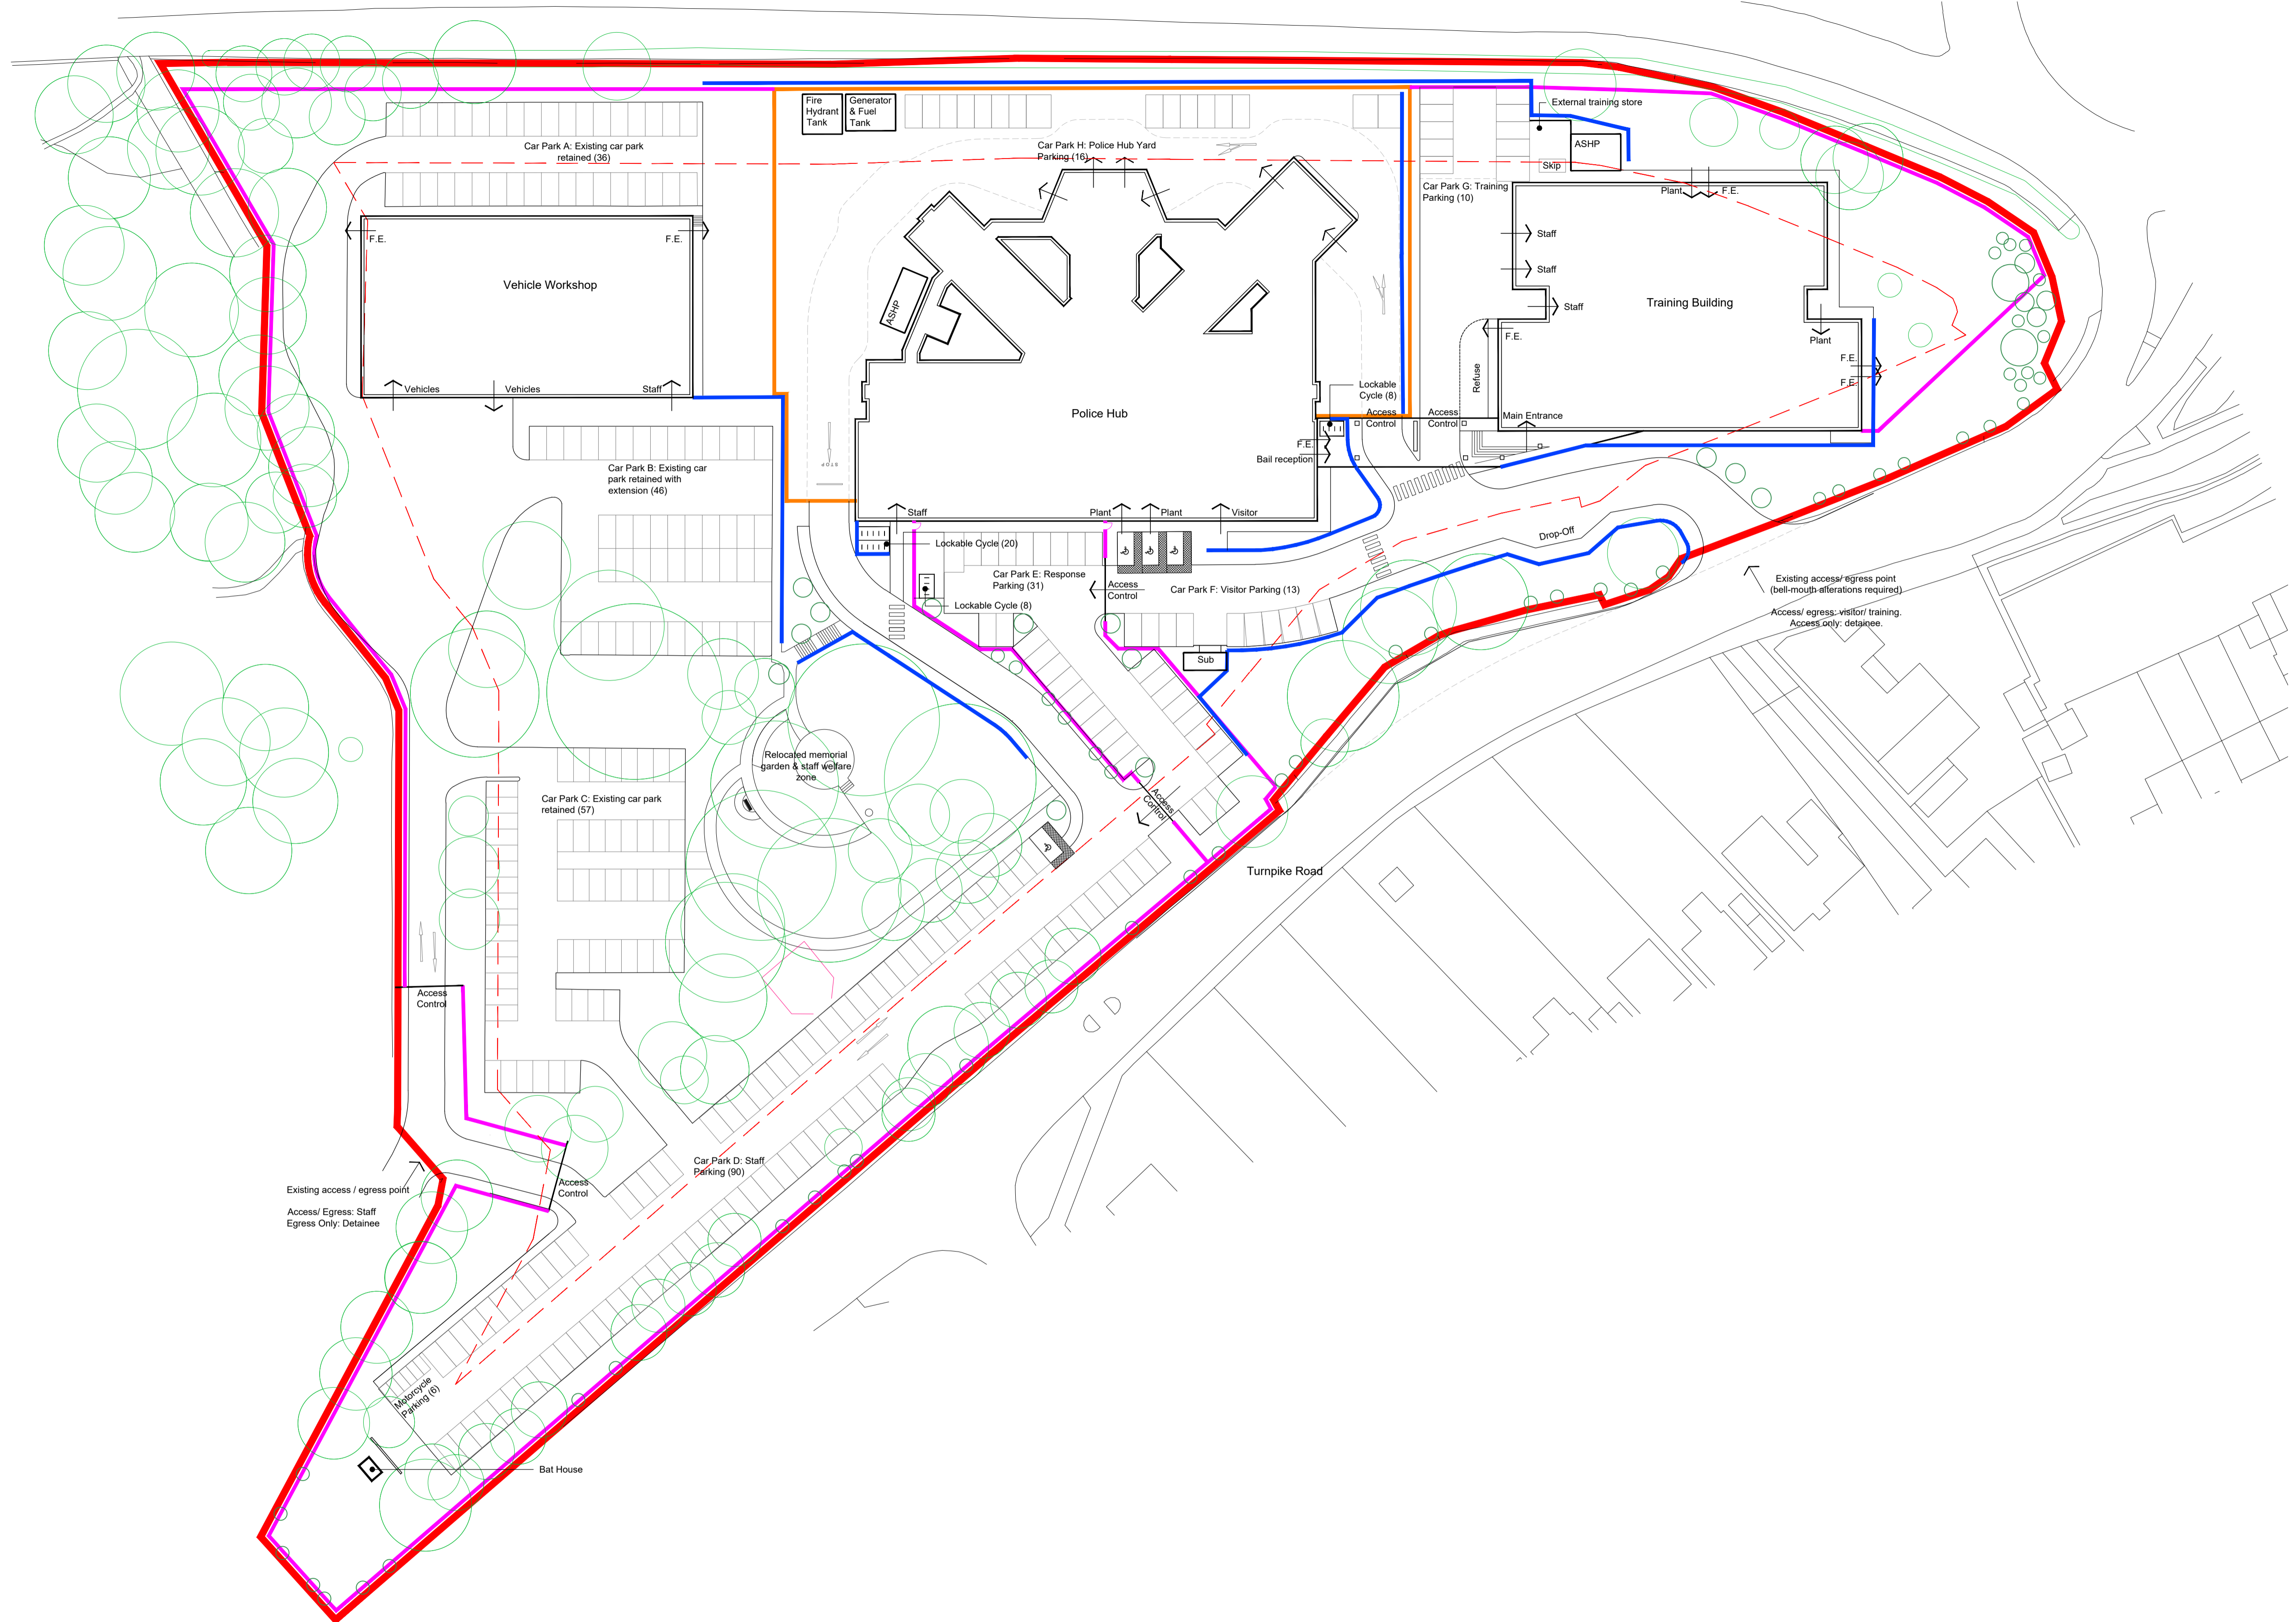 Fire
Hydrant
Tank
Generator
& Fuel
Tank
External training store
ASHP
Skip
Car Park A: Existing car park
retained (36)
Car Park H: Police Hub Yard
Parking (16)
Car Park G: Training
Parking (10)
Plant
F.E.
F.E.
F.E.
Staff
Staff
Staff
Vehicle Workshop
ASHP
Training Building
F.E.
Plant
F.E.
F.E.
Refuse
Vehicles
Vehicles
Staff
Police Hub
Lockable
Cycle (8)
Access
Control
Access
Control
Main Entrance
F.E.
Bail reception
STOP
Car Park B: Existing car
park retained with
extension (46)
Staff
Plant
Plant
Visitor
Drop-Off
Lockable Cycle (20)
Car Park E: Response
Parking (31)
Access
Control
Car Park F: Visitor Parking (13)
Lockable Cycle (8)
Existing access/ egress point
(bell-mouth alterations required)
Access/ egress: visitor/ training.
Access only: detainee.
Sub
Relocated memorial
garden & staff welfare
zone
Car Park C: Existing car park
retained (57)
Access
Control
Turnpike Road
Access
Control
Car Park D: Staff
Parking (90)
Access
Control
Existing access / egress point
Access/ Egress: Staff
Egress Only: Detainee
Motorcycle
Parking (6)
Bat House